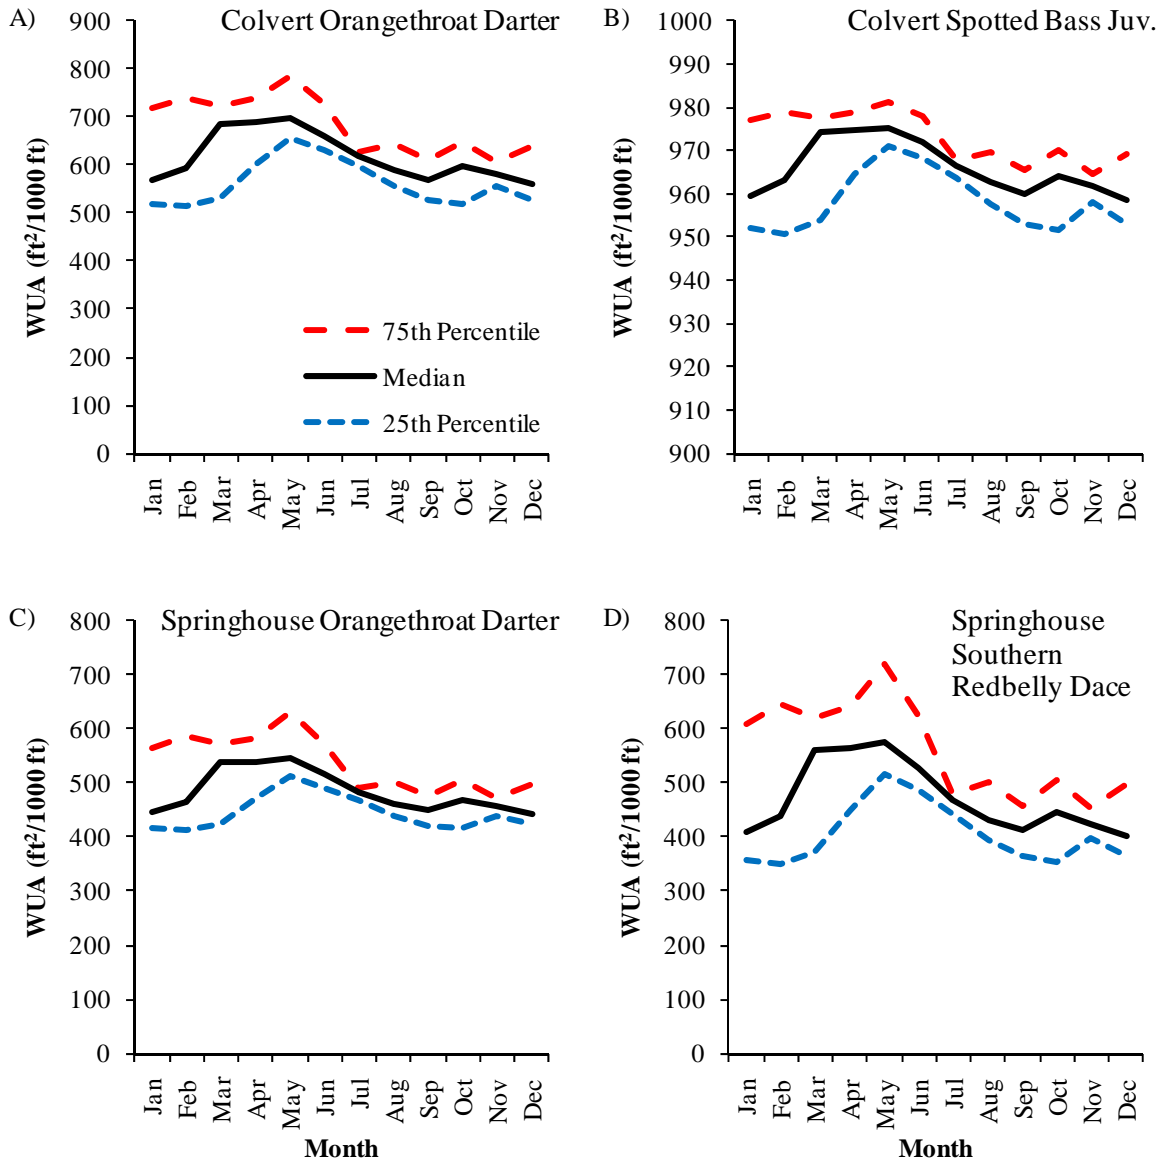 A)
Colvert Orangethroat Darter
WUA (ft²/1000 ft)
900
800
700
600
500
400
300
200
100
0
75th Percentile
Median
25th Percentile
Jan Feb Mar Apr May Jun Jul Aug Sep Oct Nov Dec
B)
Colvert Spotted Bass Juv.
WUA (ft²/1000 ft)
1000
990
980
970
960
950
940
930
920
910
900
Jan Feb Mar Apr May Jun Jul Aug Sep Oct Nov Dec
C)
Springhouse Orangethroat Darter
WUA (ft²/1000 ft)
800
700
600
500
400
300
200
100
0
Jan Feb Mar Apr May Jun Jul Aug Sep Oct Nov Dec
Month
D)
Springhouse
Southern
Redbelly Dace
WUA (ft²/1000 ft)
800
700
600
500
400
300
200
100
0
Jan Feb Mar Apr May Jun Jul Aug Sep Oct Nov Dec
Month